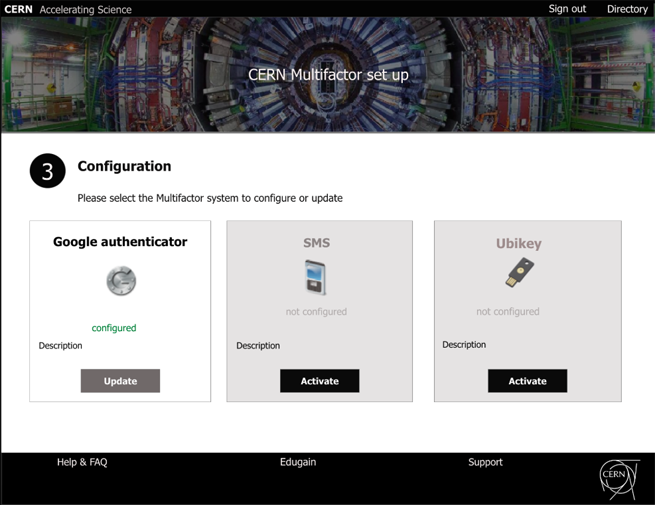 CERN Accelerating Science
Sign out
Directory
CERN Multifactor set up
3
Configuration
Please select the Multifactor system to configure or update
Google authenticator
configured
Description
Update
SMS
not configured
Description
Activate
Ubikey
not configured
Description
Activate
Help & FAQ
Edugain
Support
CERN